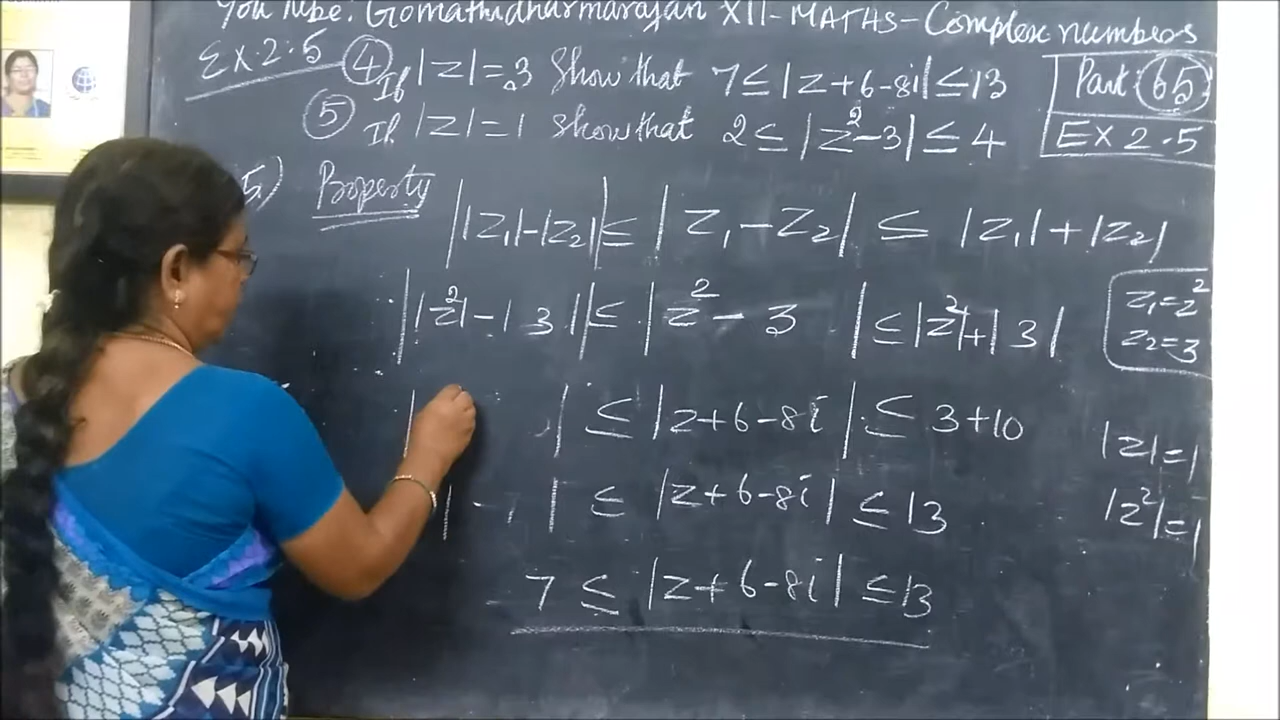 You Tube: Gomathidharmarajan XII-MATHS-Complex numbers
Ex.2.5 ④ If |z|=3 Show that 7≤|z+6-8i|≤13
Part: 65
⑤ If |z|=1 show that 2≤|z²-3|≤4
EX 2.5
5.) Property
||z₁|-|z₂||≤|z₁-z₂|≤|z₁|+|z₂|
||z²|-|3||≤|z²-3|≤|z²|+|3|
z₁=z²
z₂=3
| |≤|z+6-8i|≤3+10
|z|=1
|-7|≤|z+6-8i|≤13
|z²|=1
7≤|z+6-8i|≤13